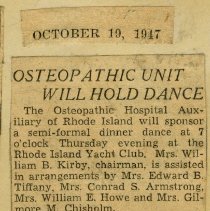 OCTOBER 19, 1947
OSTEOPATHIC UNIT
WILL HOLD DANCE
The Osteopathic Hospital Aux-
iliary of Rhode Island will sponsor
a semi-formal dinner dance at 7
o'clock Thursday evening at the
Rhode Island Yacht Club, Mrs. Wil-
liam B. Kirby, chairman, is assisted
in arrangements by Mrs. Edward B.
Tiffany, Mrs. Conrad S. Armstrong,
Mrs. William E. Howe and Mrs. Gil-
more M. Chisholm.